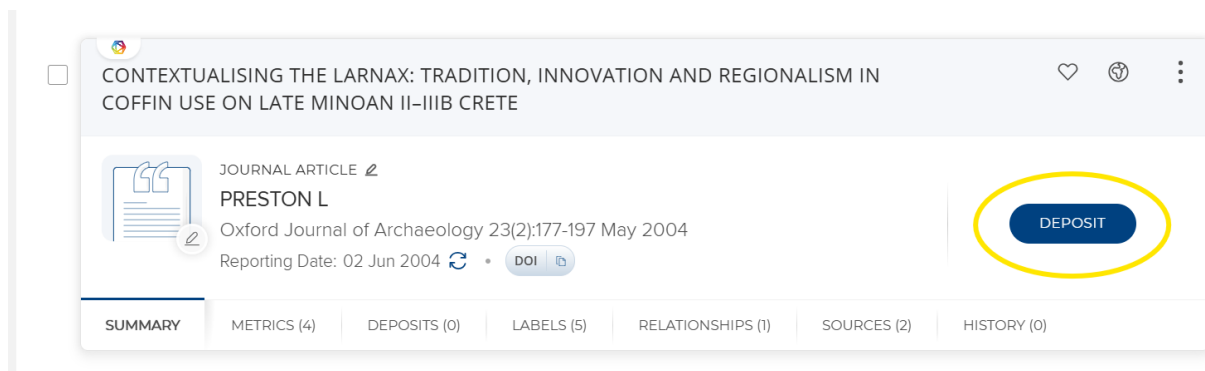 CONTEXTUALISING THE LARNAX: TRADITION, INNOVATION AND REGIONALISM IN
COFFIN USE ON LATE MINOAN II–IIIB CRETE
JOURNAL ARTICLE
PRESTON L
Oxford Journal of Archaeology 23(2):177-197 May 2004
Reporting Date: 02 Jun 2004 • DOI
DEPOSIT
SUMMARY METRICS (4) DEPOSITS (0) LABELS (5) RELATIONSHIPS (1) SOURCES (2) HISTORY (0)